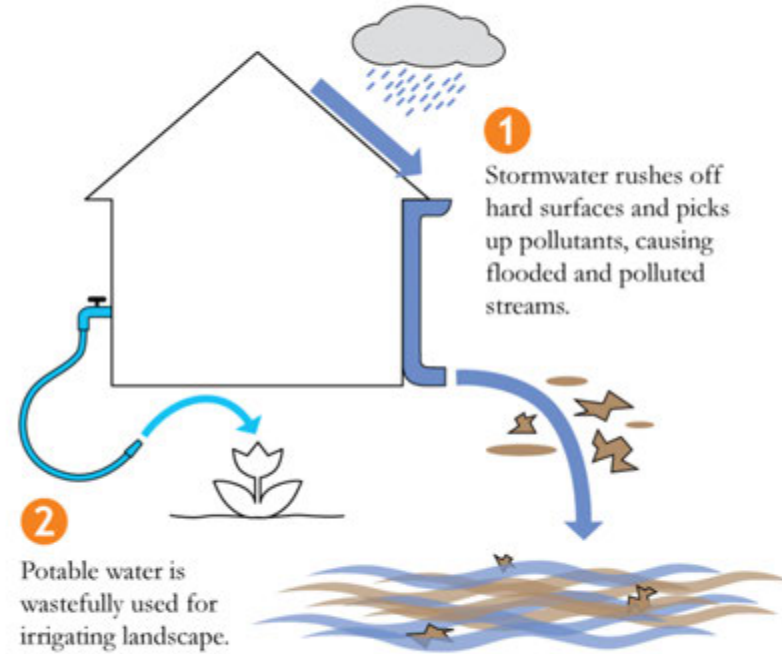 1
Stormwater rushes off
hard surfaces and picks
up pollutants, causing
flooded and polluted
streams.
2
Potable water is
wastefully used for
irrigating landscape.